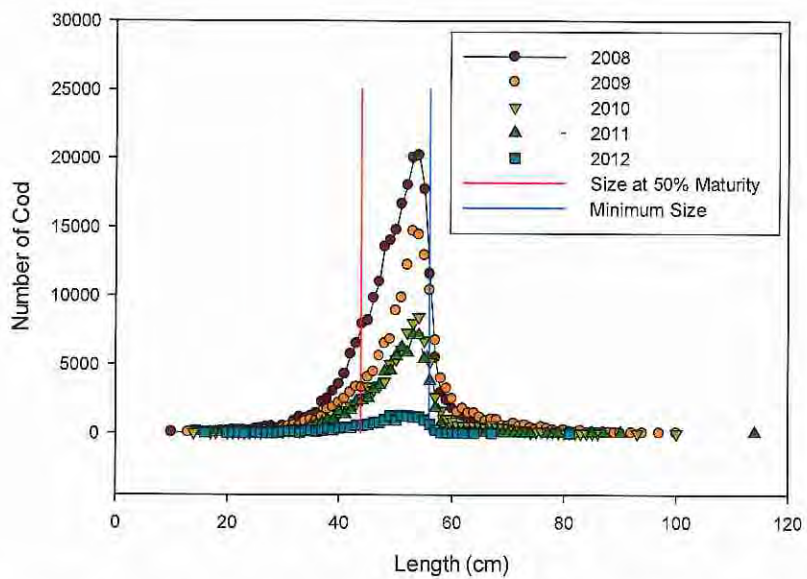 30000
25000
20000
15000
10000
5000
0
Number of Cod
2008
2009
2010
2011
2012
Size at 50% Maturity
Minimum Size
0 20 40 60 80 100 120
Length (cm)